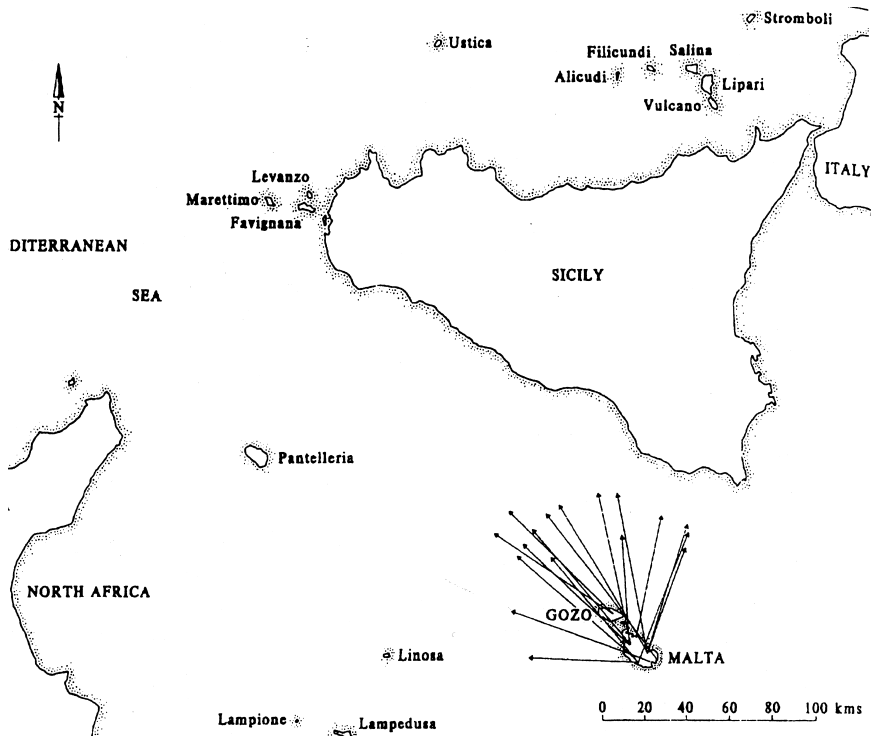 Stromboli
Ustica
Filicundi
Salina
Alicudi
Lipari
Vulcano
N
Levanzo
ITALY
Marettimo
Favignana
DITERRANEAN
SEA
SICILY
Pantelleria
NORTH AFRICA
GOZO
Linosa
MALTA
0 20 40 60 80 100 kms
Lampione
Lampedusa